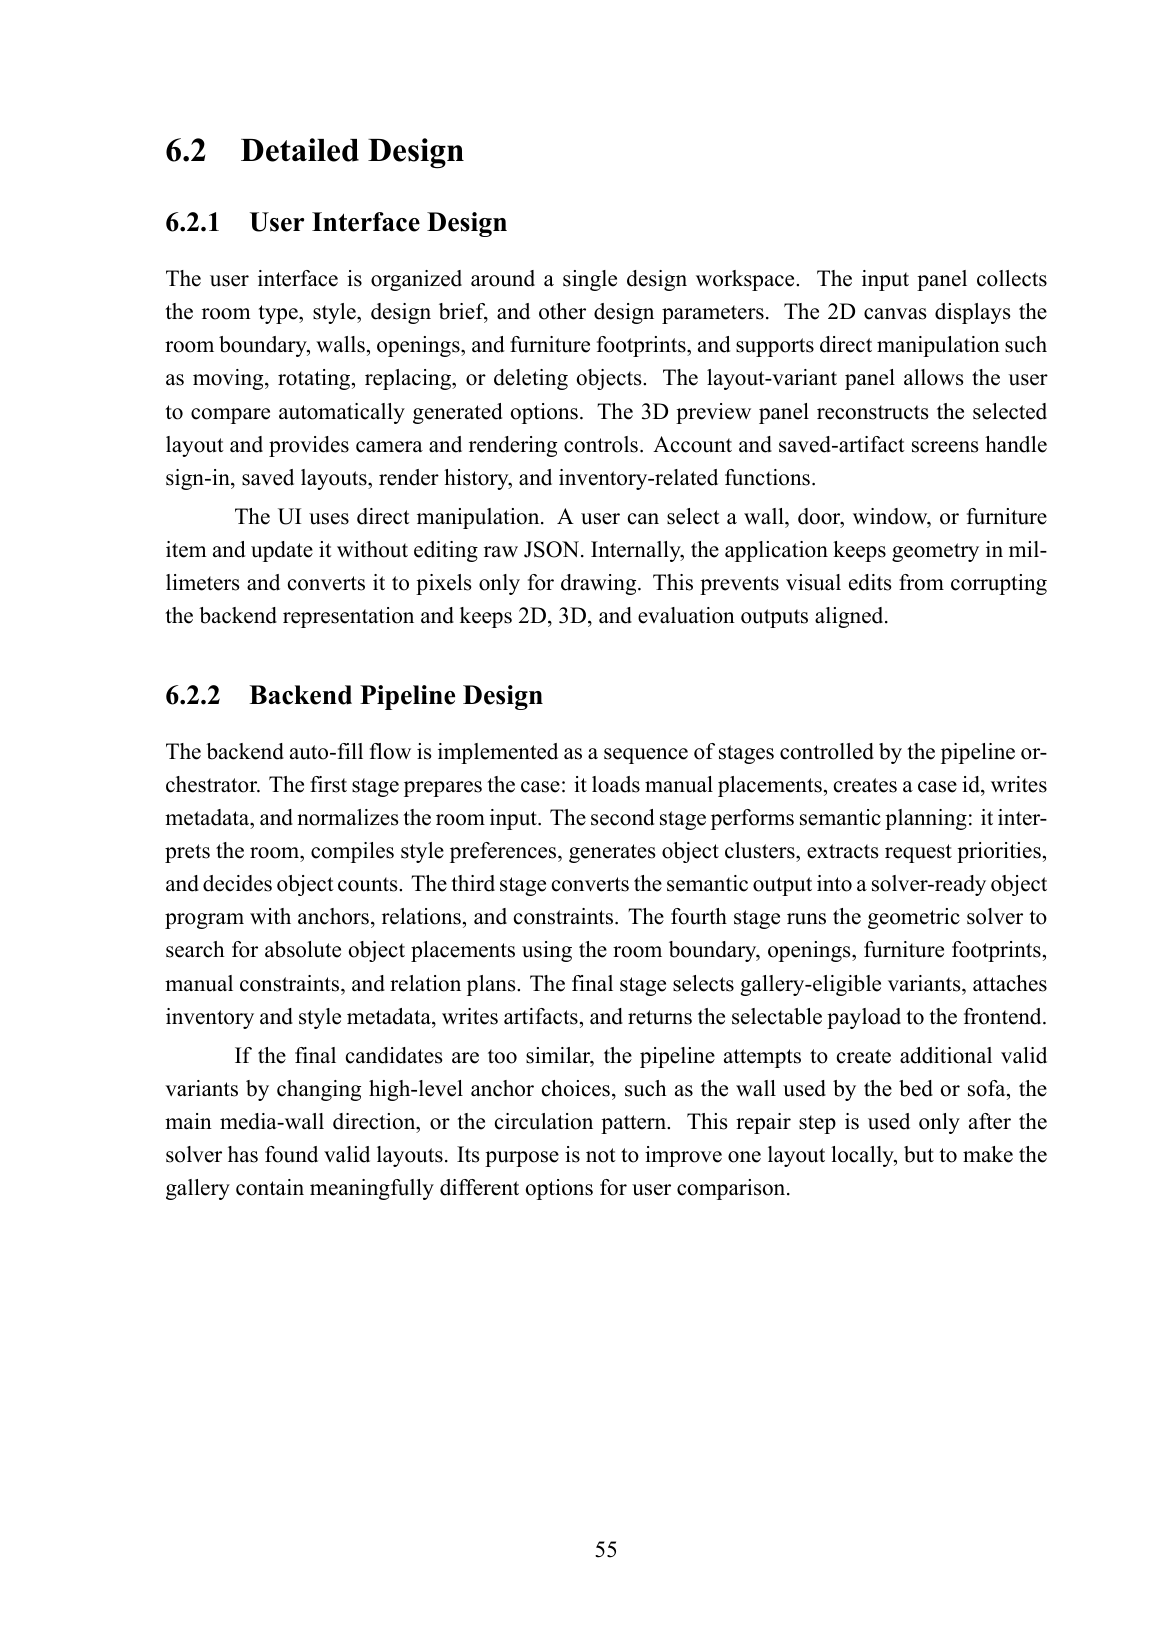 6.2 Detailed Design
6.2.1 User Interface Design
The user interface is organized around a single design workspace. The input panel collects
the room type, style, design brief, and other design parameters. The 2D canvas displays the
room boundary, walls, openings, and furniture footprints, and supports direct manipulation such
as moving, rotating, replacing, or deleting objects. The layout-variant panel allows the user
to compare automatically generated options. The 3D preview panel reconstructs the selected
layout and provides camera and rendering controls. Account and saved-artifact screens handle
sign-in, saved layouts, render history, and inventory-related functions.
The UI uses direct manipulation. A user can select a wall, door, window, or furniture
item and update it without editing raw JSON. Internally, the application keeps geometry in mil-
limeters and converts it to pixels only for drawing. This prevents visual edits from corrupting
the backend representation and keeps 2D, 3D, and evaluation outputs aligned.
6.2.2 Backend Pipeline Design
The backend auto-fill flow is implemented as a sequence of stages controlled by the pipeline or-
chestrator. The first stage prepares the case: it loads manual placements, creates a case id, writes
metadata, and normalizes the room input. The second stage performs semantic planning: it inter-
prets the room, compiles style preferences, generates object clusters, extracts request priorities,
and decides object counts. The third stage converts the semantic output into a solver-ready object
program with anchors, relations, and constraints. The fourth stage runs the geometric solver to
search for absolute object placements using the room boundary, openings, furniture footprints,
manual constraints, and relation plans. The final stage selects gallery-eligible variants, attaches
inventory and style metadata, writes artifacts, and returns the selectable payload to the frontend.
If the final candidates are too similar, the pipeline attempts to create additional valid
variants by changing high-level anchor choices, such as the wall used by the bed or sofa, the
main media-wall direction, or the circulation pattern. This repair step is used only after the
solver has found valid layouts. Its purpose is not to improve one layout locally, but to make the
gallery contain meaningfully different options for user comparison.
55